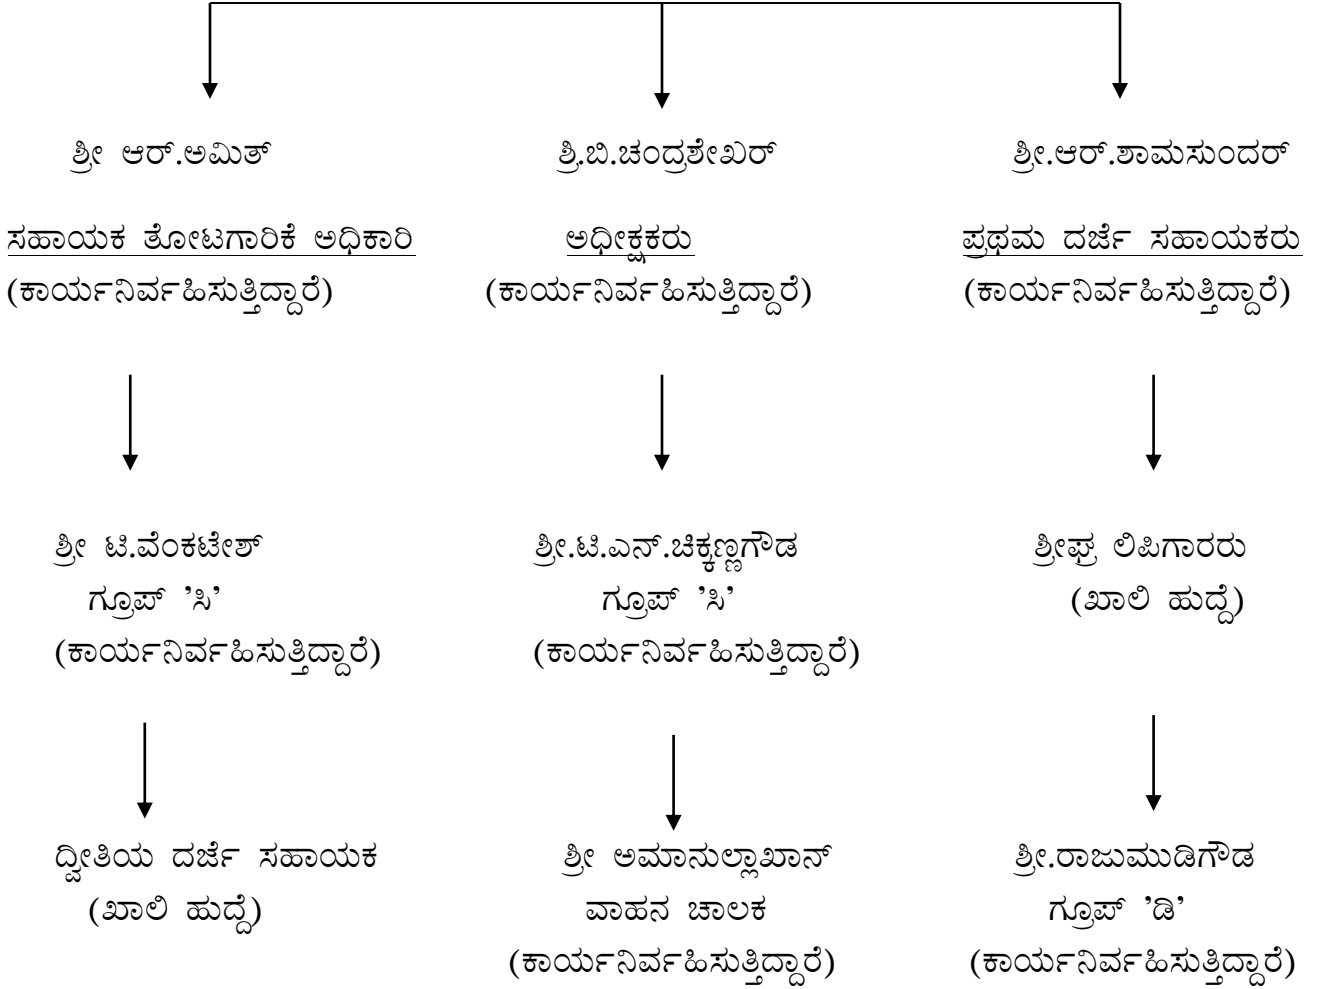 ಶ್ರೀ ಆರ್.ಅಮಿತ್
ಶ್ರಿ.ಬಿ.ಚಂದ್ರಶೇಖರ್
ಶ್ರೀ.ಆರ್.ಶಾಮಸುಂದರ್
ಸಹಾಯಕ ತೋಟಗಾರಿಕೆ ಅಧಿಕಾರಿ
ಅಧೀಕ್ಷಕರು
ಪ್ರಥಮ ದರ್ಜೆ ಸಹಾಯಕರು
(ಕಾರ್ಯನಿರ್ವಹಿಸುತ್ತಿದ್ದಾರೆ)
(ಕಾರ್ಯನಿರ್ವಹಿಸುತ್ತಿದ್ದಾರೆ)
(ಕಾರ್ಯನಿರ್ವಹಿಸುತ್ತಿದ್ದಾರೆ)
ಶ್ರೀ ಟಿ.ವೆಂಕಟೇಶ್
ಶ್ರೀ.ಟಿ.ಎನ್.ಚಿಕ್ಕಣ್ಣಗೌಡ
ಶ್ರೀಘ್ರ ಲಿಪಿಗಾರರು
ಗ್ರೂಪ್ ’ಸಿ’
ಗ್ರೂಪ್ ’ಸಿ’
(ಖಾಲಿ ಹುದ್ದೆ)
(ಕಾರ್ಯನಿರ್ವಹಿಸುತ್ತಿದ್ದಾರೆ)
(ಕಾರ್ಯನಿರ್ವಹಿಸುತ್ತಿದ್ದಾರೆ)
ದ್ವೀತಿಯ ದರ್ಜೆ ಸಹಾಯಕ
ಶ್ರೀ ಅಮಾನುಲ್ಲಾಖಾನ್
ಶ್ರೀ.ರಾಜುಮುಡಿಗೌಡ
(ಖಾಲಿ ಹುದ್ದೆ)
ವಾಹನ ಚಾಲಕ
ಗ್ರೂಪ್ ’ಡಿ’
(ಕಾರ್ಯನಿರ್ವಹಿಸುತ್ತಿದ್ದಾರೆ)
(ಕಾರ್ಯನಿರ್ವಹಿಸುತ್ತಿದ್ದಾರೆ)